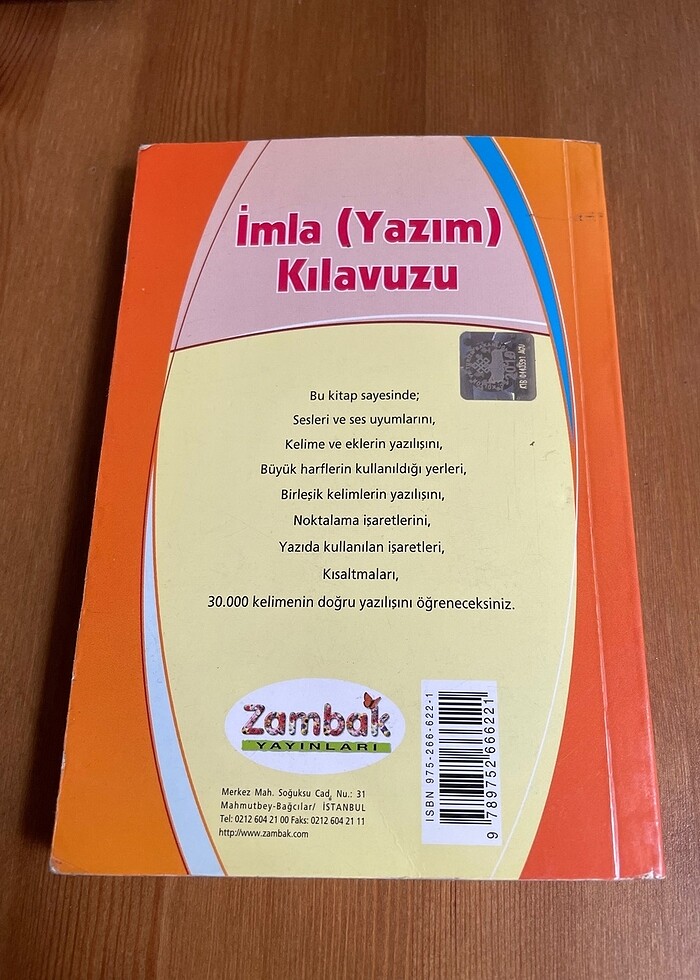 İmla (Yazım)
Kılavuzu
2010
Bu kitap sayesinde;
Sesleri ve ses uyumlarını,
Kelime ve eklerin yazılışını,
Büyük harflerin kullanıldığı yerleri,
Birleşik kelimlerin yazılışını,
Noktalama işaretlerini,
Yazıda kullanılan işaretleri,
Kısaltmaları,
30.000 kelimenin doğru yazılışını öğreneceksiniz.
Zambak
YAYINLARI
Merkez Mah. Soğuksu Cad, Nu.: 31
Mahmutbey-Bağcılar/ İSTANBUL
Tel: 0212 604 21 00 Faks: 0212 604 21 11
http://www.zambak.com
ISBN 975-266-622-1
9 789752 666221